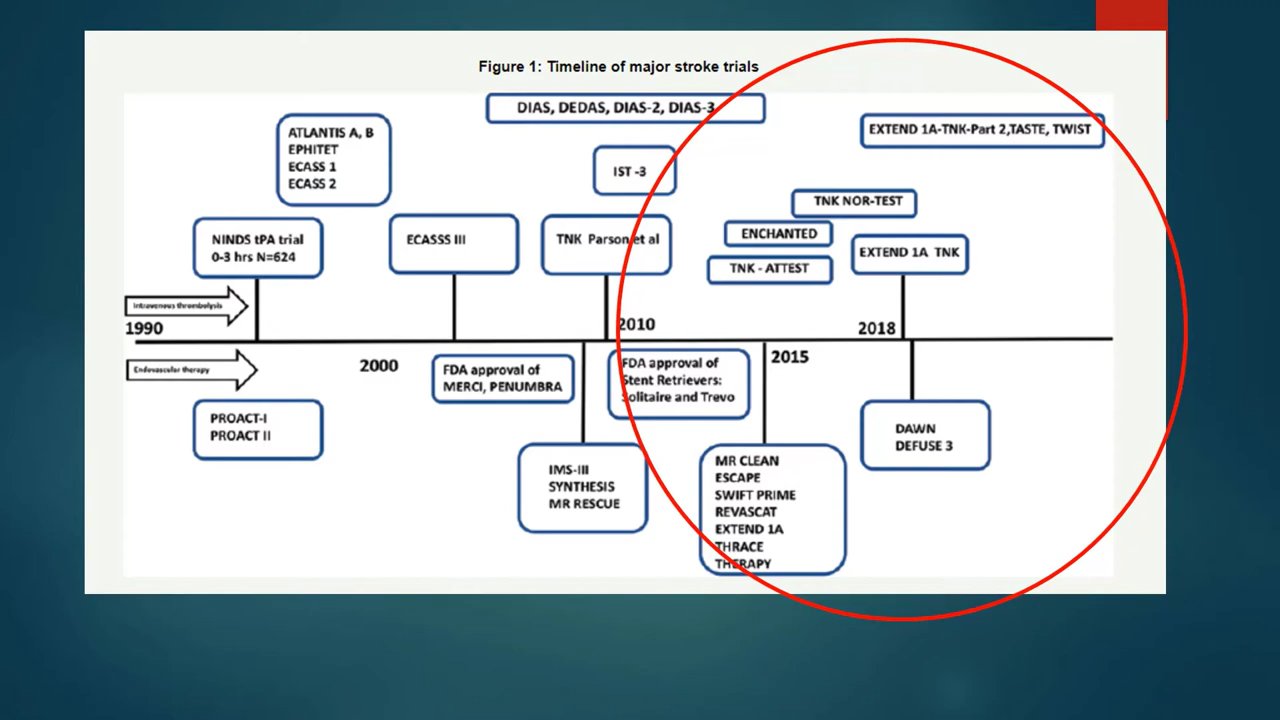 Figure 1: Timeline of major stroke trials
DIAS, DEDAS, DIAS-2, DIAS-3
ATLANTIS A, B
EPHITET
ECASS 1
ECASS 2
EXTEND 1A-TNK-Part 2,TASTE, TWIST
IST -3
TNK NOR-TEST
NINDS tPA trial
0-3 hrs N=624
ECASSS III
TNK Parson et al
ENCHANTED
EXTEND 1A TNK
TNK - ATTEST
Intravenous thrombolysis
1990
2010
2018
Endovascular therapy
2000
2015
FDA approval of
MERCI, PENUMBRA
FDA approval of
Stent Retrievers:
Solitaire and Trevo
PROACT-I
PROACT II
DAWN
DEFUSE 3
IMS-III
SYNTHESIS
MR RESCUE
MR CLEAN
ESCAPE
SWIFT PRIME
REVASCAT
EXTEND 1A
THRACE
THERAPY